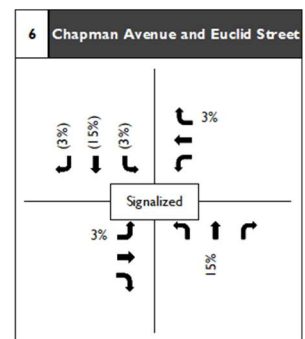 6 Chapman Avenue and Euclid Street
(3%) (15%) (3%) 3%
Signalized
3% 15%